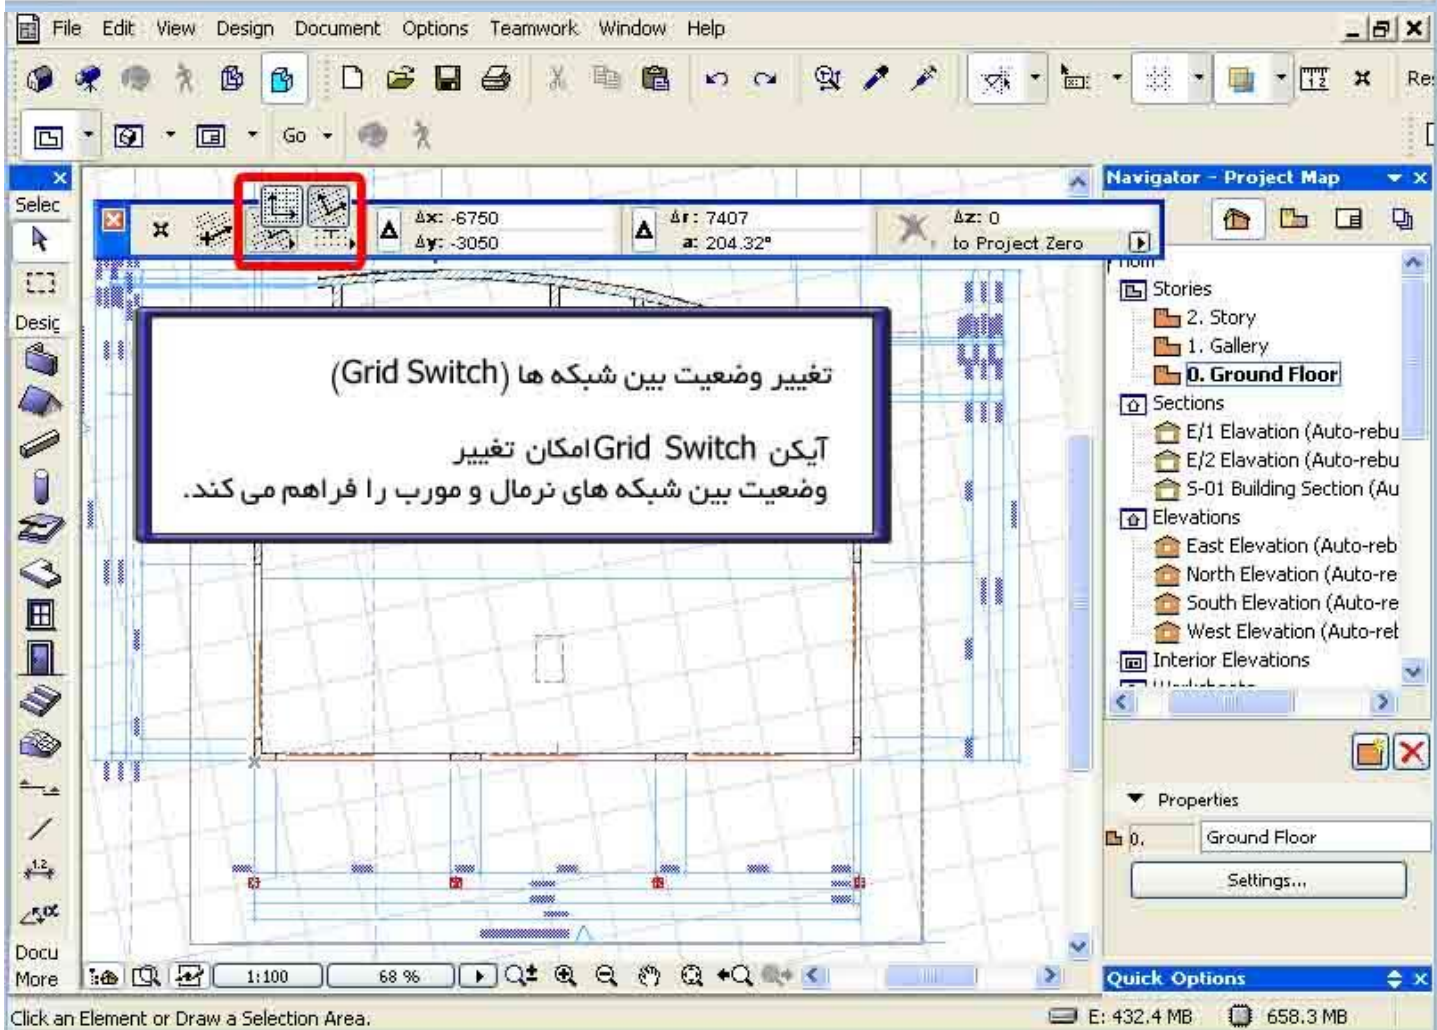 File Edit View Design Document Options Teamwork Window Help
Re
Go
Selec
Navigator - Project Map
Δx: -6750
Δy: -3050
Δr: 7407
a: 204.32°
Δz: 0
to Project Zero
Desig
Stories
2. Story
1. Gallery
0. Ground Floor
Sections
E/1 Elavation (Auto-rebu
E/2 Elavation (Auto-rebu
S-01 Building Section (Au
Elevations
East Elevation (Auto-reb
North Elevation (Auto-re
South Elevation (Auto-re
West Elevation (Auto-reb
Interior Elevations
تغییر وضعیت بین شبکه ها (Grid Switch)
آیکن Grid Switch امکان تغییر
وضعیت بین شبکه های نرمال و مورب را فراهم می کند.
Properties
0. Ground Floor
Settings...
1.2
Docu
More
1:100 68 %
Quick Options
Click an Element or Draw a Selection Area.
E: 432.4 MB 658.3 MB